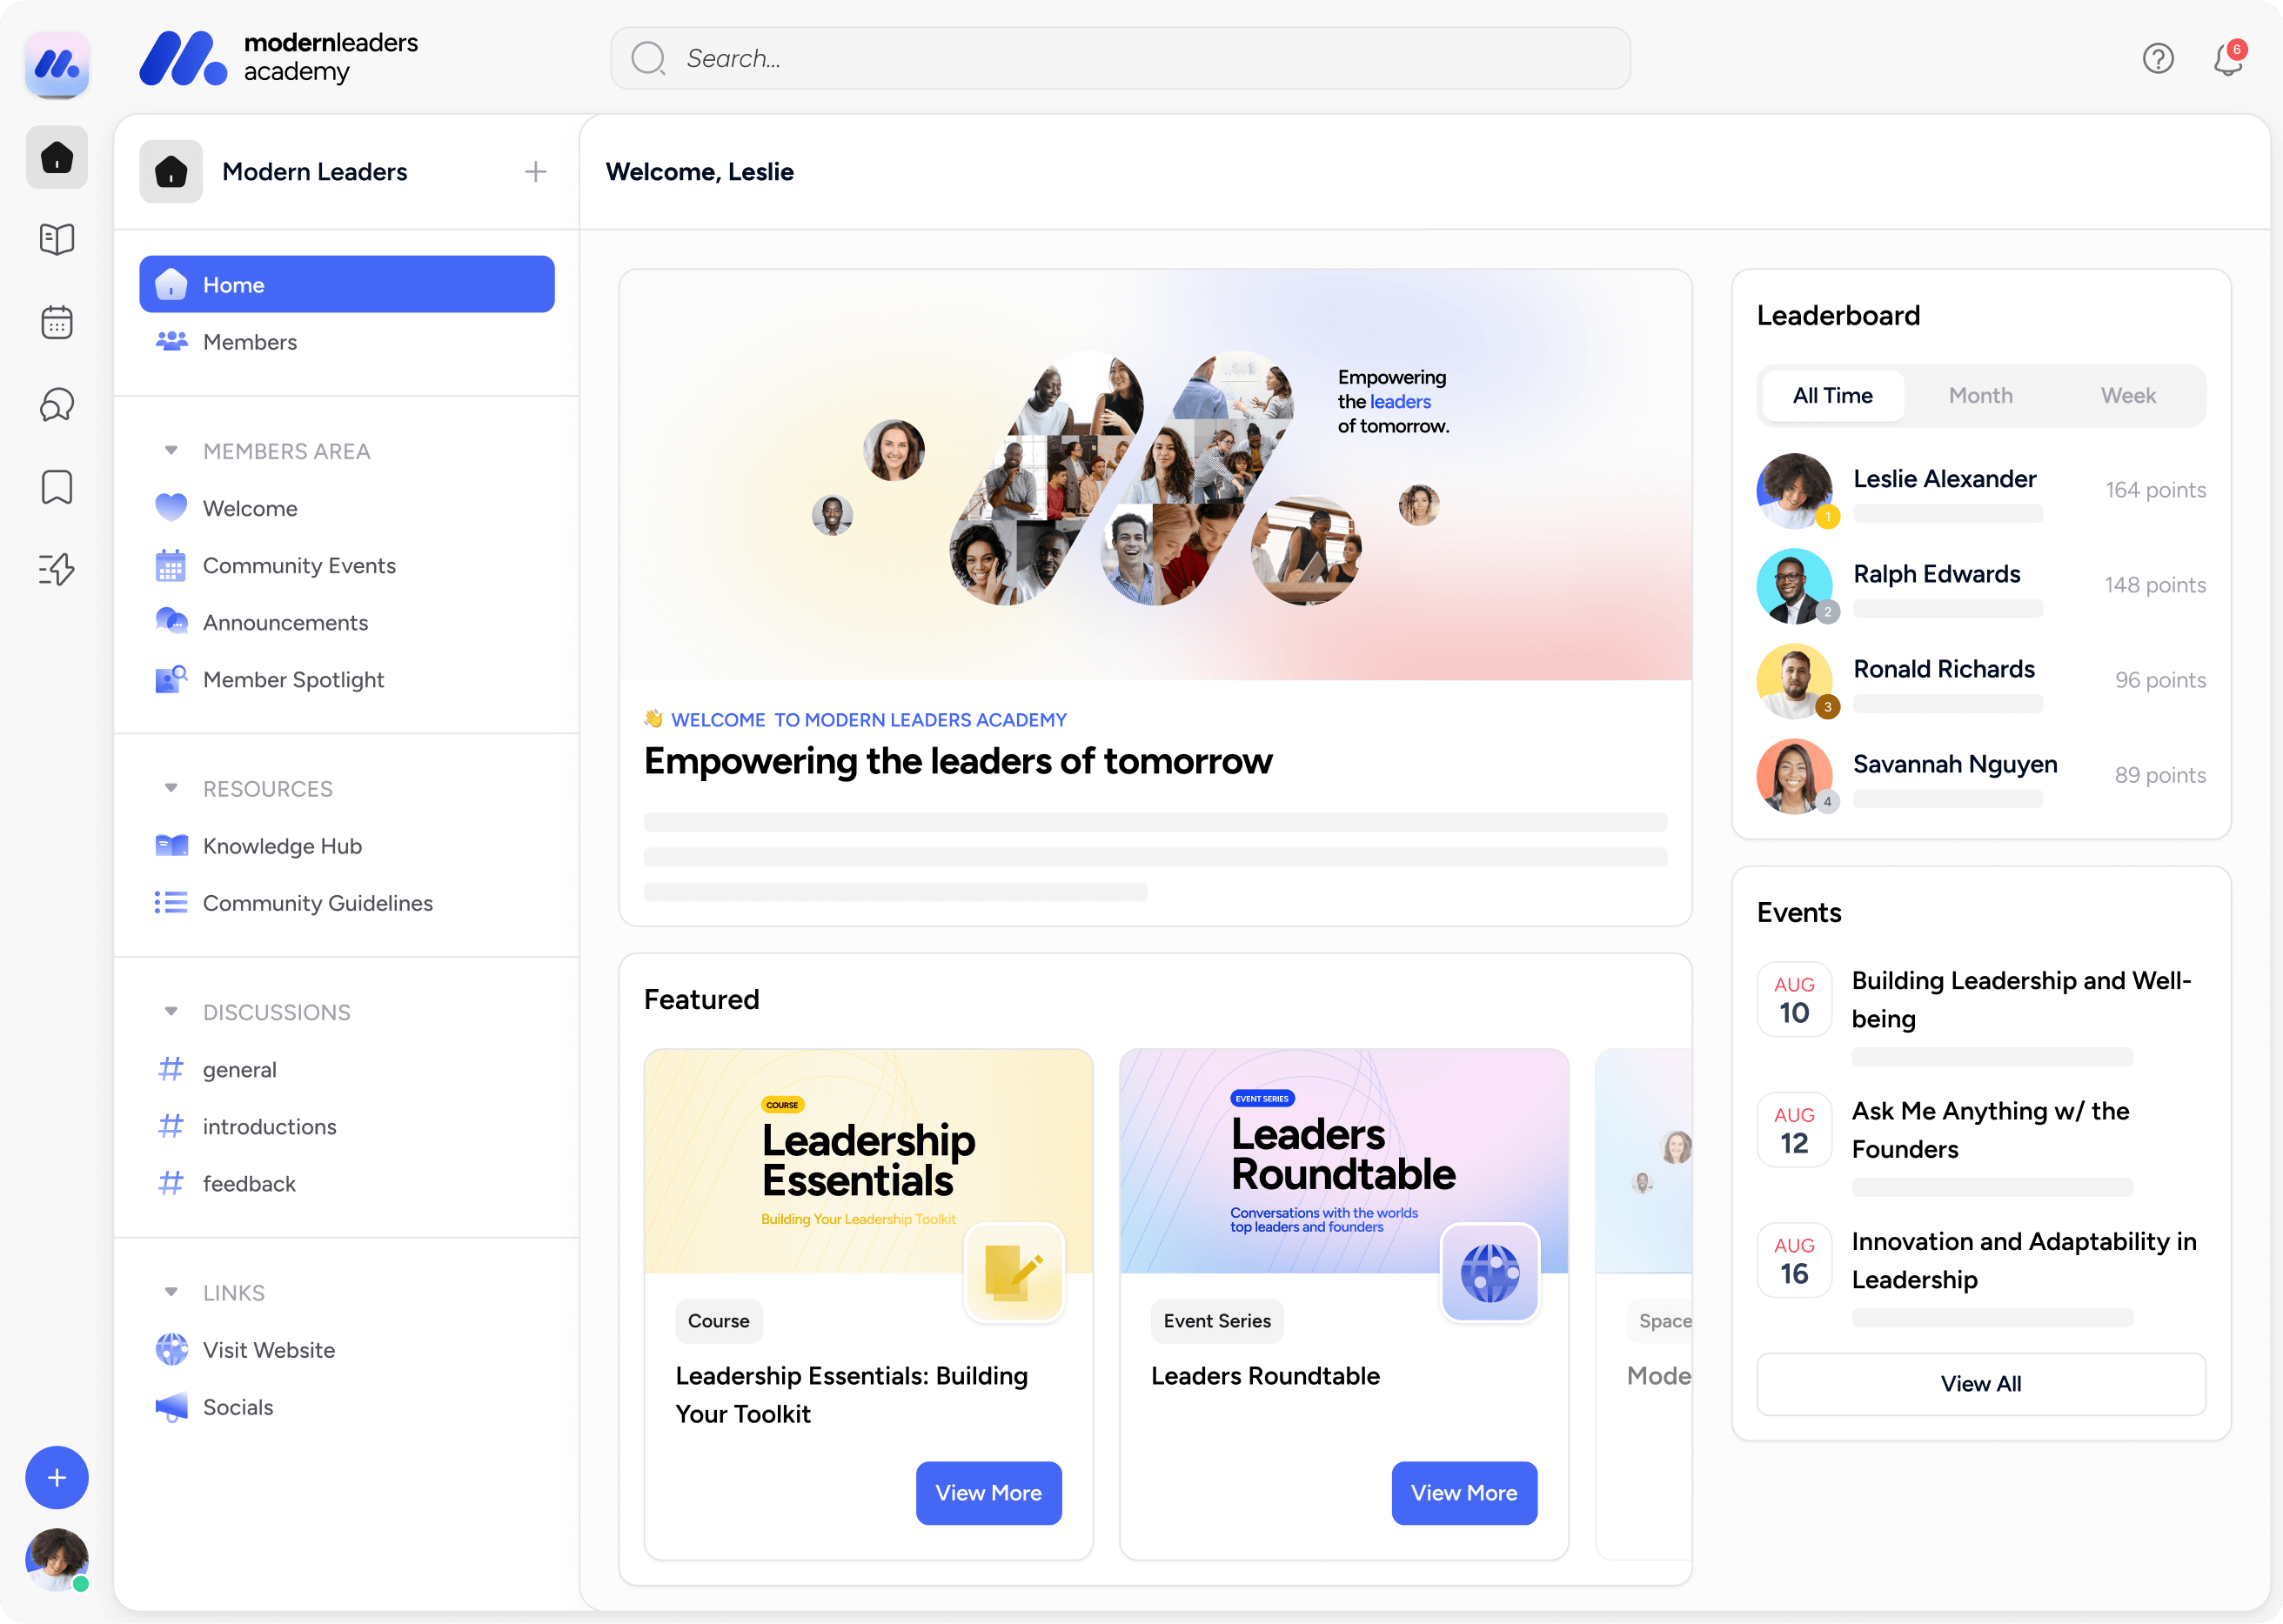 modernleaders
academy
Search...
6
Modern Leaders
Welcome, Leslie
Home
Members
MEMBERS AREA
Welcome
Community Events
Announcements
Member Spotlight
RESOURCES
Knowledge Hub
Community Guidelines
DISCUSSIONS
general
introductions
feedback
LINKS
Visit Website
Socials
Empowering
the leaders
of tomorrow.
👋 WELCOME TO MODERN LEADERS ACADEMY
Empowering the leaders of tomorrow
Featured
COURSE
Leadership
Essentials
Building Your Leadership Toolkit
Course
Leadership Essentials: Building
Your Toolkit
View More
EVENT SERIES
Leaders
Roundtable
Conversations with the worlds
top leaders and founders
Event Series
Leaders Roundtable
View More
Space
Mode
Leaderboard
All Time Month Week
Leslie Alexander 164 points
1
Ralph Edwards 148 points
2
Ronald Richards 96 points
3
Savannah Nguyen 89 points
4
Events
AUG
10
Building Leadership and Well-
being
AUG
12
Ask Me Anything w/ the
Founders
AUG
16
Innovation and Adaptability in
Leadership
View All